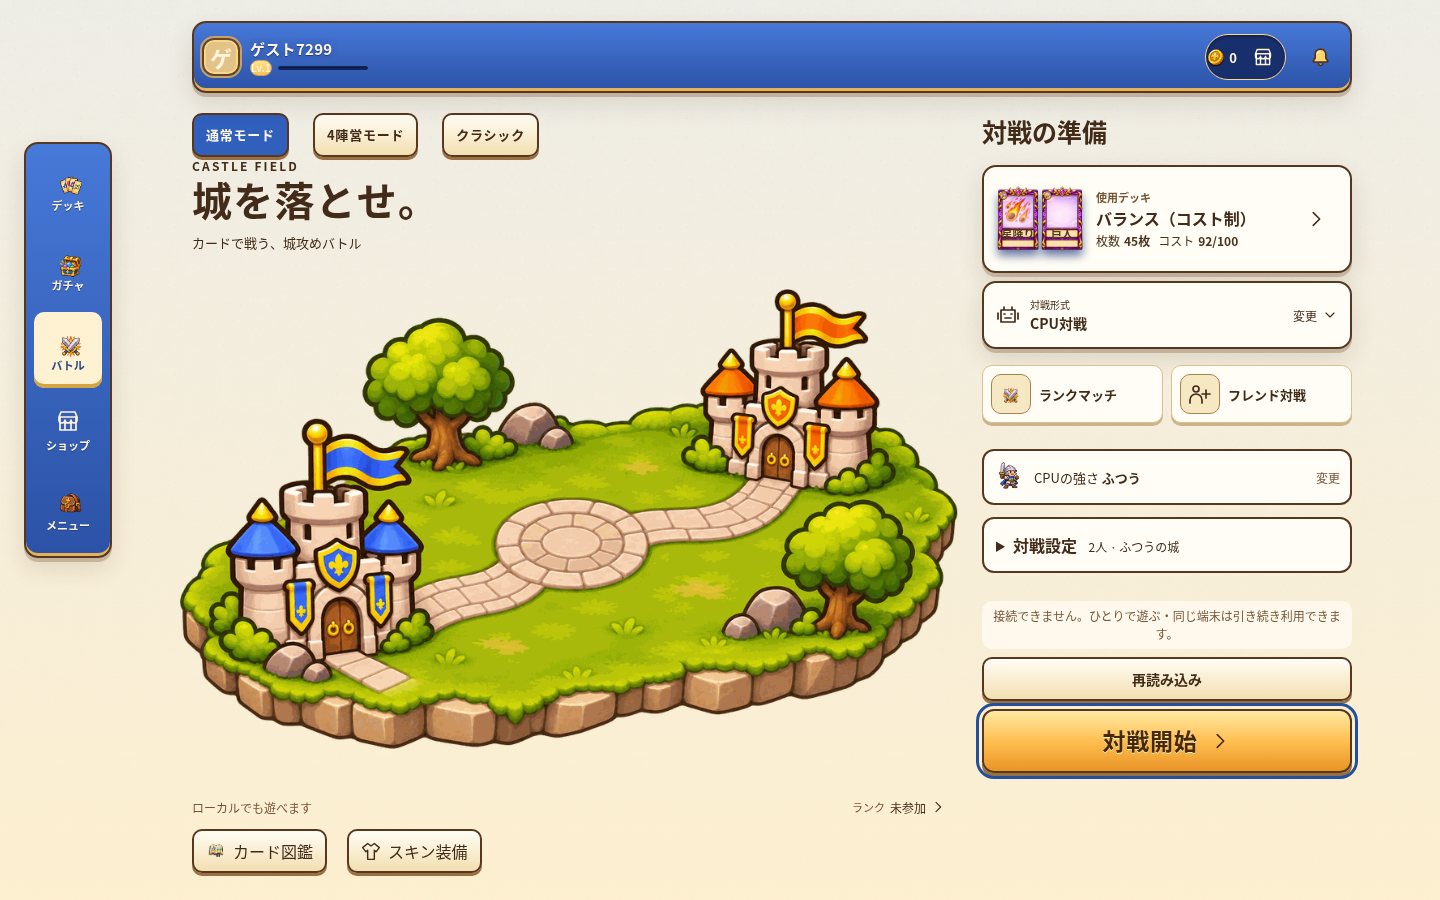 ゲ
ゲスト7299
0
デッキ
ガチャ
バトル
ショップ
メニュー
通常モード
4陣営モード
クラシック
CASTLE FIELD
城を落とせ。
カードで戦う、城攻めバトル
ローカルでも遊べます
ランク 未参加
カード図鑑
スキン装備
対戦の準備
巨人
使用デッキ
バランス（コスト制）
枚数 45枚 コスト 92/100
対戦形式
CPU対戦
変更
ランクマッチ
フレンド対戦
CPUの強さ ふつう
変更
対戦設定 2人 · ふつうの城
接続できません。ひとりで遊ぶ・同じ端末は引き続き利用できま
す。
再読み込み
対戦開始